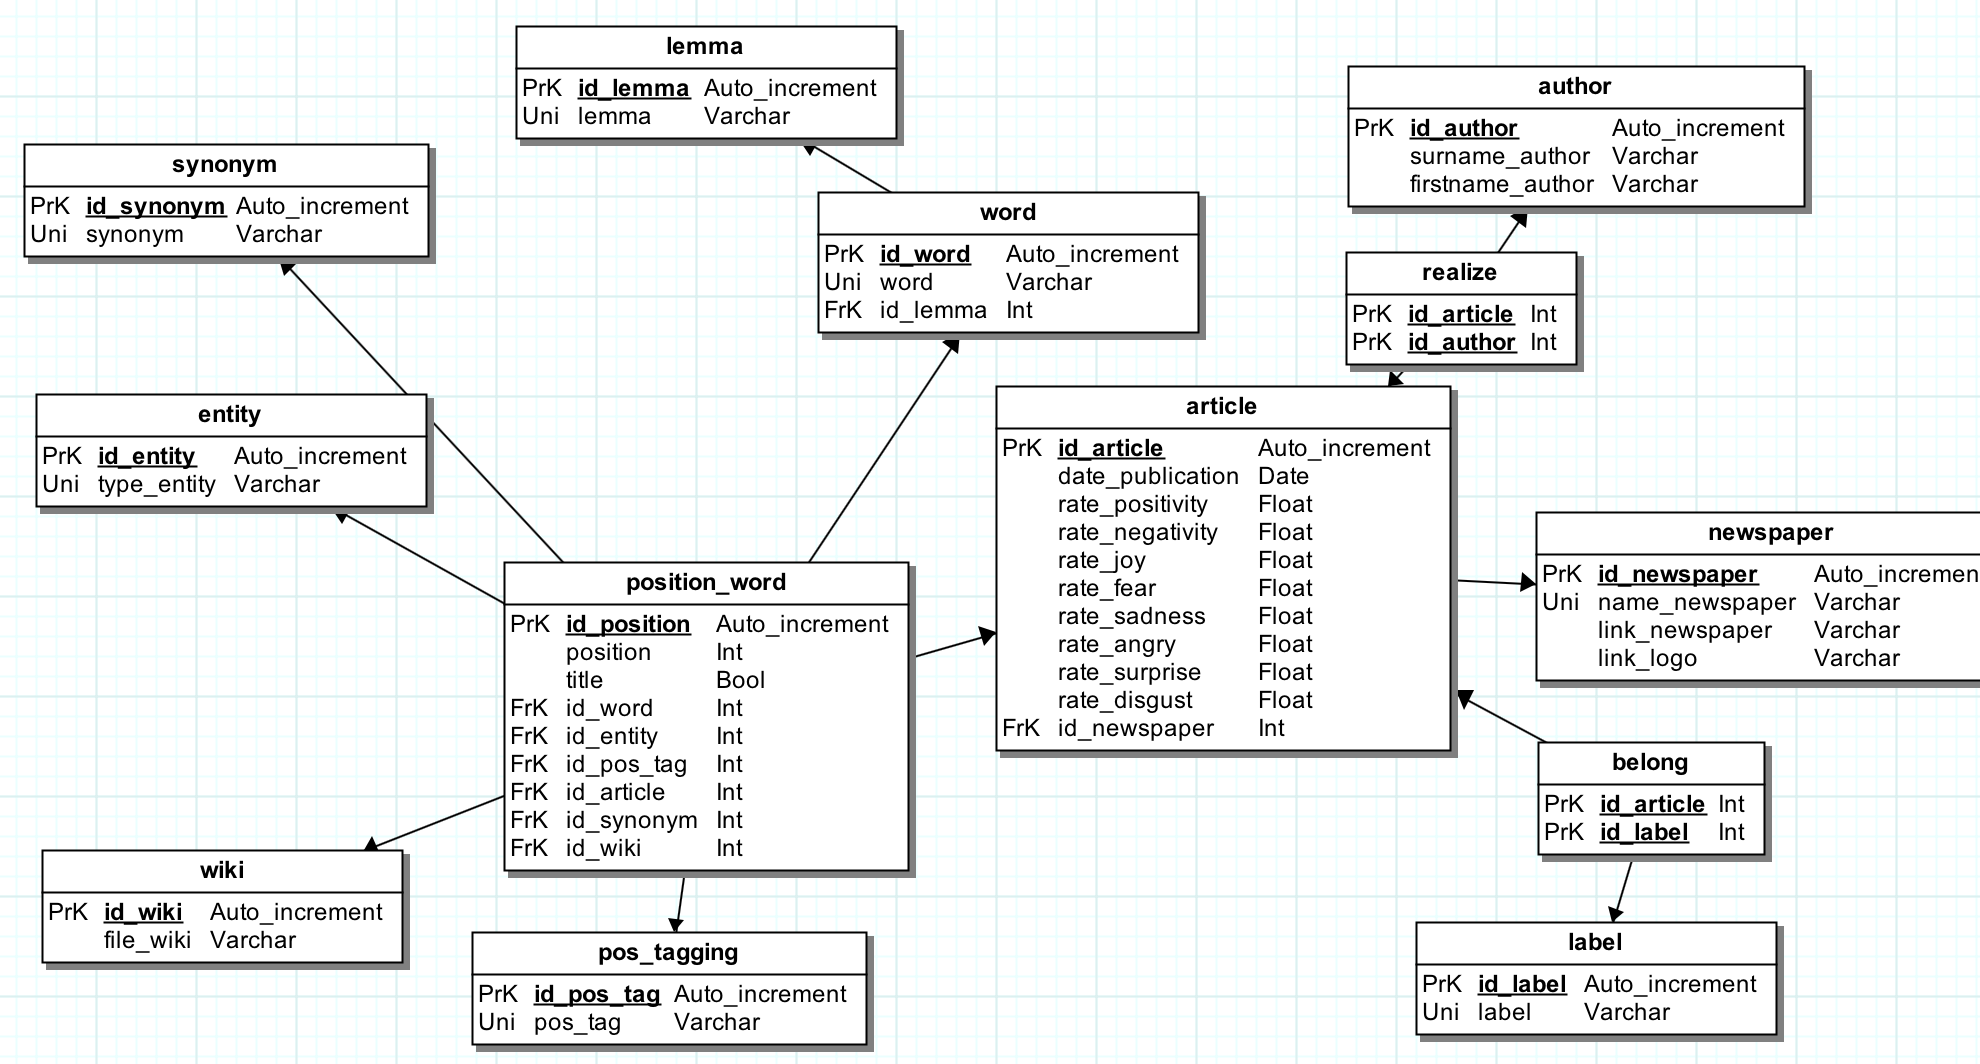 lemma
PrK id_lemma Auto_increment
Uni lemma Varchar
author
PrK id_author Auto_increment
surname_author Varchar
firstname_author Varchar
synonym
PrK id_synonym Auto_increment
Uni synonym Varchar
word
PrK id_word Auto_increment
Uni word Varchar
FrK id_lemma Int
realize
PrK id_article Int
PrK id_author Int
entity
PrK id_entity Auto_increment
Uni type_entity Varchar
article
PrK id_article Auto_increment
date_publication Date
rate_positivity Float
rate_negativity Float
rate_joy Float
rate_fear Float
rate_sadness Float
rate_angry Float
rate_surprise Float
rate_disgust Float
FrK id_newspaper Int
newspaper
PrK id_newspaper Auto_incremen
Uni name_newspaper Varchar
link_newspaper Varchar
link_logo Varchar
position_word
PrK id_position Auto_increment
position Int
title Bool
FrK id_word Int
FrK id_entity Int
FrK id_pos_tag Int
FrK id_article Int
FrK id_synonym Int
FrK id_wiki Int
belong
PrK id_article Int
PrK id_label Int
wiki
PrK id_wiki Auto_increment
file_wiki Varchar
pos_tagging
PrK id_pos_tag Auto_increment
Uni pos_tag Varchar
label
PrK id_label Auto_increment
Uni label Varchar